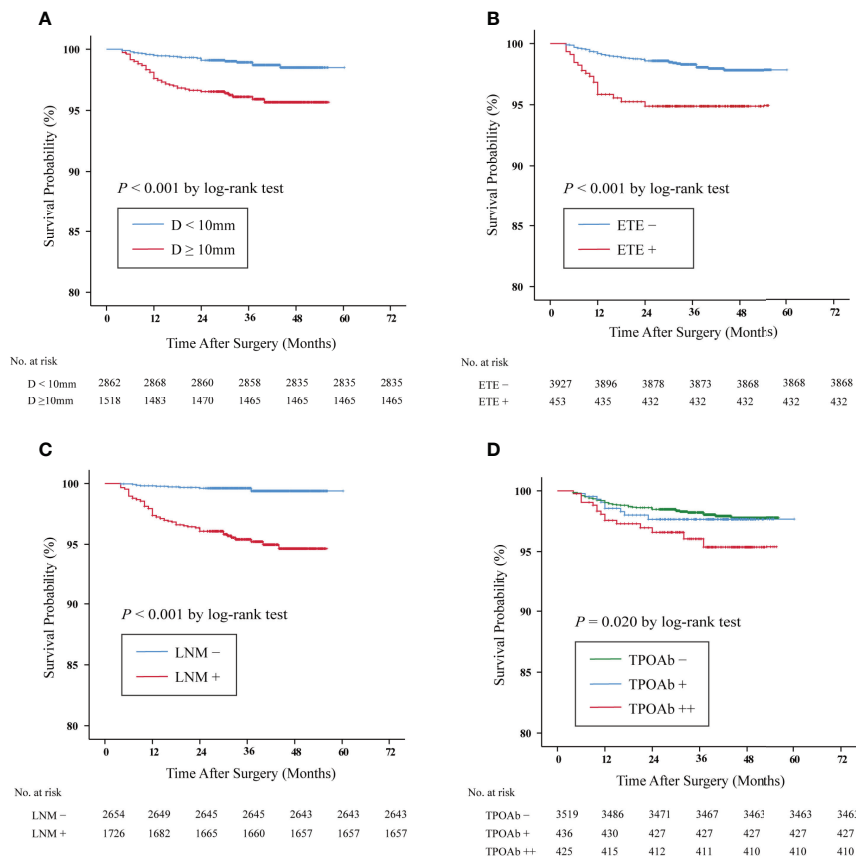 A
100
95
90
85
80
Survival Probability (%)
P < 0.001 by log-rank test
D < 10mm
D ≥ 10mm
0 12 24 36 48 60 72
Time After Surgery (Months)
No. at risk
D < 10mm 2862 2868 2860 2858 2835 2835 2835
D ≥10mm 1518 1483 1470 1465 1465 1465 1465
B
100
95
90
85
80
Survival Probability (%)
P < 0.001 by log-rank test
ETE −
ETE +
0 12 24 36 48 60 72
Time After Surgery (Months)
No. at risk
ETE − 3927 3896 3878 3873 3868 3868 3868
ETE + 453 435 432 432 432 432 432
C
100
95
90
85
80
Survival Probability (%)
P < 0.001 by log-rank test
LNM −
LNM +
0 12 24 36 48 60 72
Time After Surgery (Months)
No. at risk
LNM − 2654 2649 2645 2645 2643 2643 2643
LNM + 1726 1682 1665 1660 1657 1657 1657
D
100
95
90
85
80
Survival Probability (%)
P = 0.020 by log-rank test
TPOAb −
TPOAb +
TPOAb ++
0 12 24 36 48 60 72
Time After Surgery (Months)
No. at risk
TPOAb − 3519 3486 3471 3467 3463 3463 3463
TPOAb + 436 430 427 427 427 427 427
TPOAb ++ 425 415 412 411 410 410 410